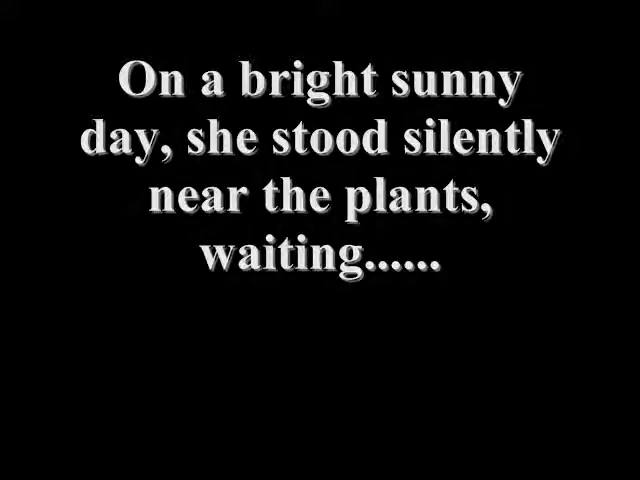 On a bright sunny
day, she stood silently
near the plants,
waiting......